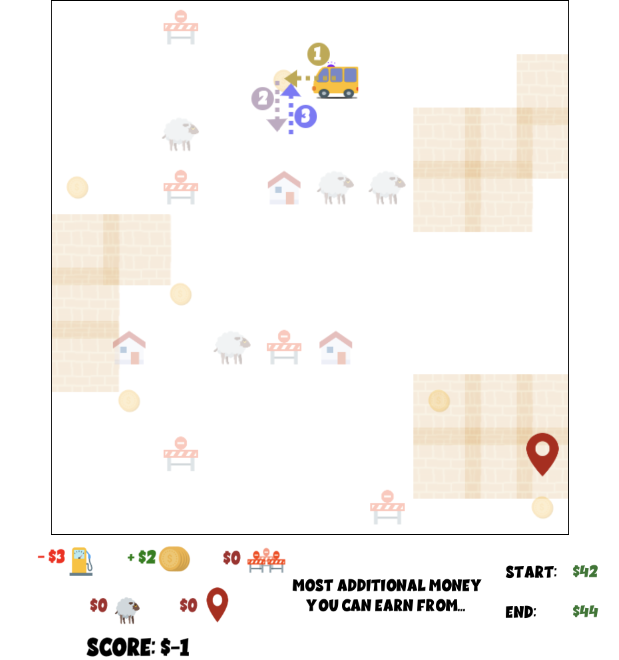 1
2
3
- $3
+ $2
$0
$0
$0
MOST ADDITIONAL MONEY
YOU CAN EARN FROM...
START: $42
END: $44
SCORE: $-1